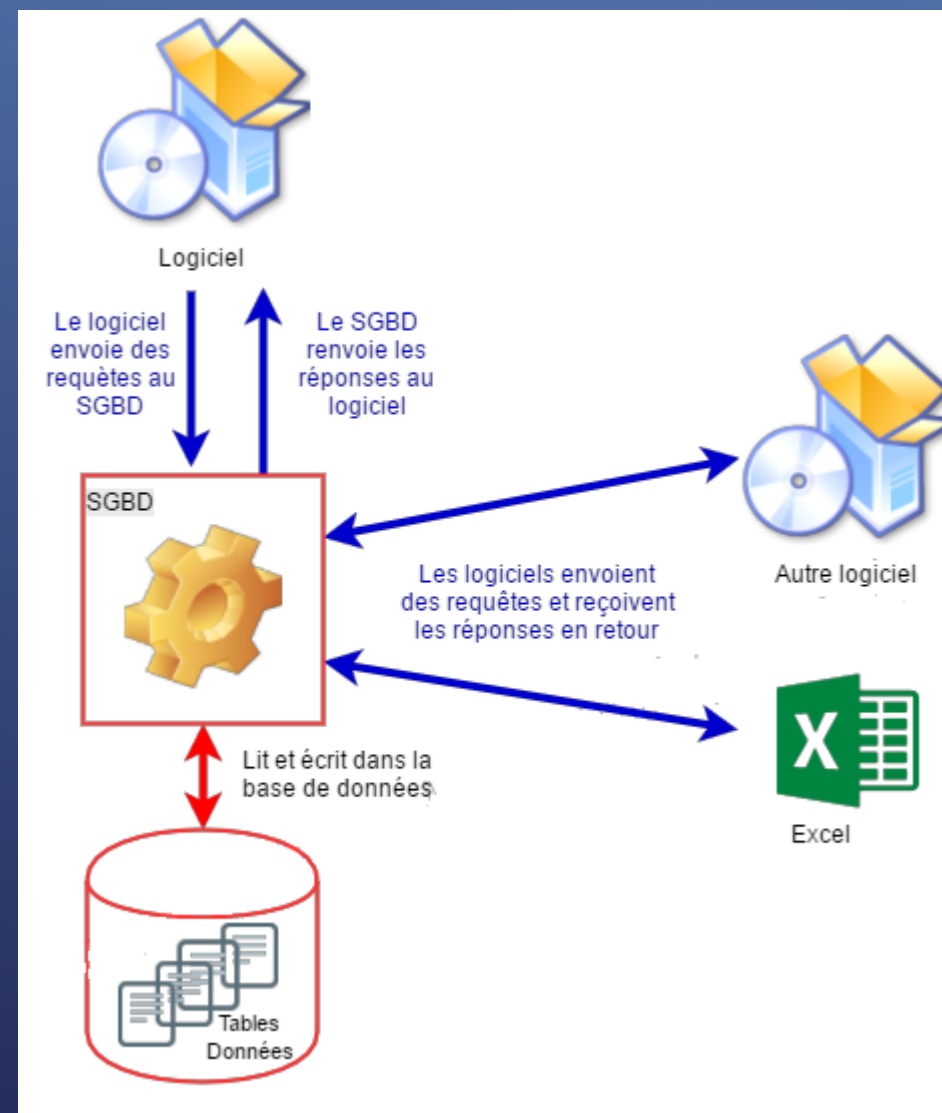 Logiciel
Le logiciel
envoie des
requètes au
SGBD
Le SGBD
renvoie les
réponses au
logiciel
SGBD
Les logiciels envoient
des requêtes et reçoivent
les réponses en retour
Autre logiciel
X
Excel
Lit et écrit dans la
base de données
Tables
Données